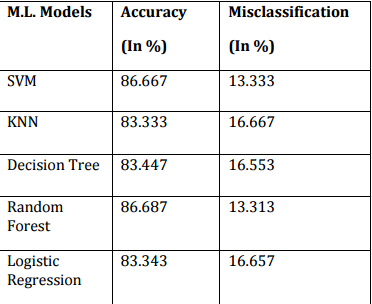 M.L. Models Accuracy Misclassification
(In %) (In %)
SVM 86.667 13.333
KNN 83.333 16.667
Decision Tree 83.447 16.553
Random 86.687 13.313
Forest
Logistic 83.343 16.657
Regression